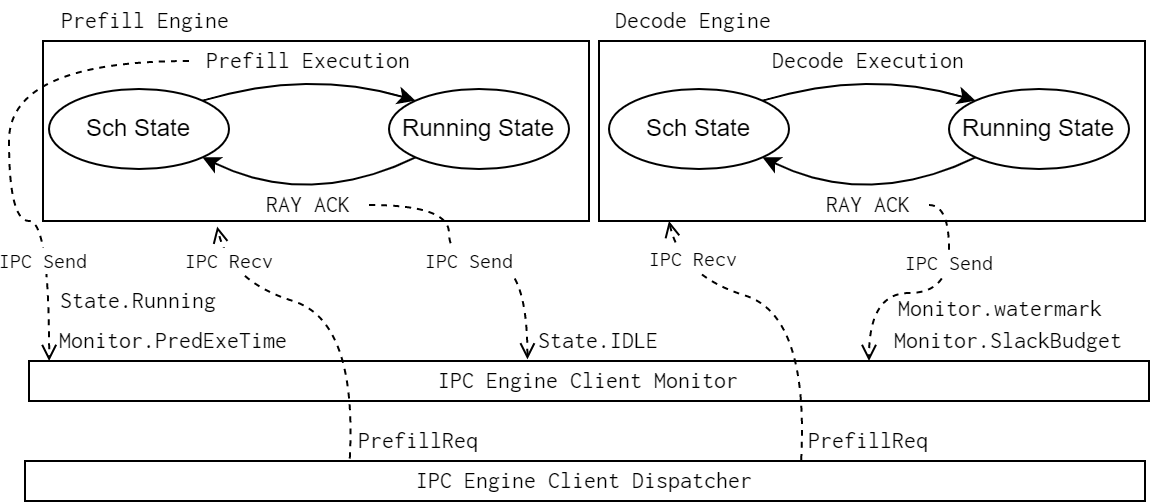 Prefill Engine
Decode Engine
Prefill Execution
Decode Execution
Sch State
Running State
Sch State
Running State
RAY ACK
RAY ACK
IPC Send
IPC Recv
IPC Send
IPC Recv
IPC Send
State.Running
Monitor.watermark
Monitor.PredExeTime
State.IDLE
Monitor.SlackBudget
IPC Engine Client Monitor
PrefillReq
PrefillReq
IPC Engine Client Dispatcher